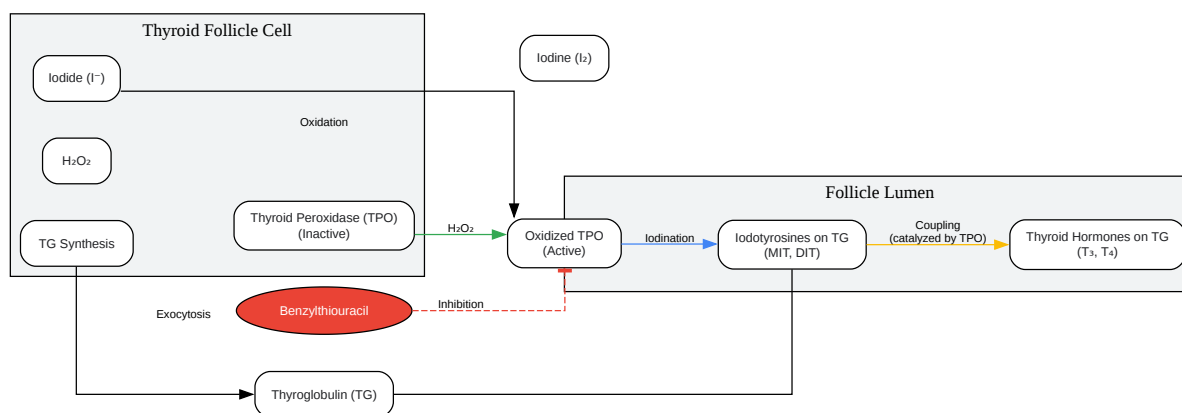 Thyroid Follicle Cell
Iodide (I⁻)
Iodine (I₂)
Oxidation
H₂O₂
Follicle Lumen
Thyroid Peroxidase (TPO)
(Inactive)
H₂O₂
TG Synthesis
Oxidized TPO
(Active)
Iodination
Iodotyrosines on TG
(MIT, DIT)
Coupling
(catalyzed by TPO)
Thyroid Hormones on TG
(T₃, T₄)
Exocytosis
Benzylthiouracil
Inhibition
Thyroglobulin (TG)